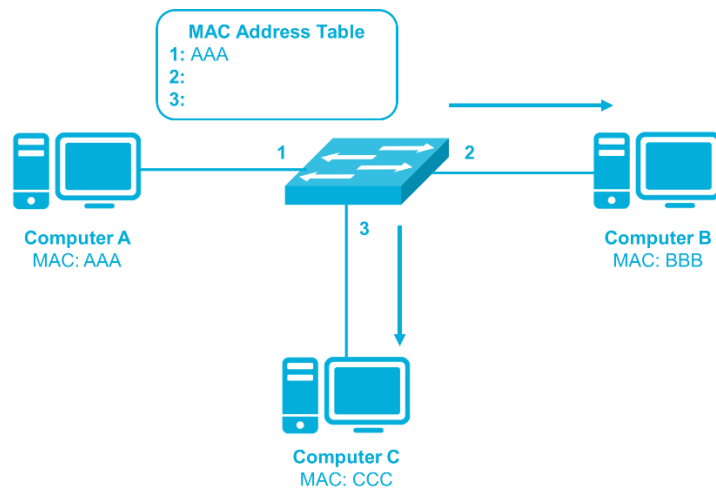 MAC Address Table
1: AAA
2:
3:
1
2
3
Computer A
MAC: AAA
Computer B
MAC: BBB
Computer C
MAC: CCC